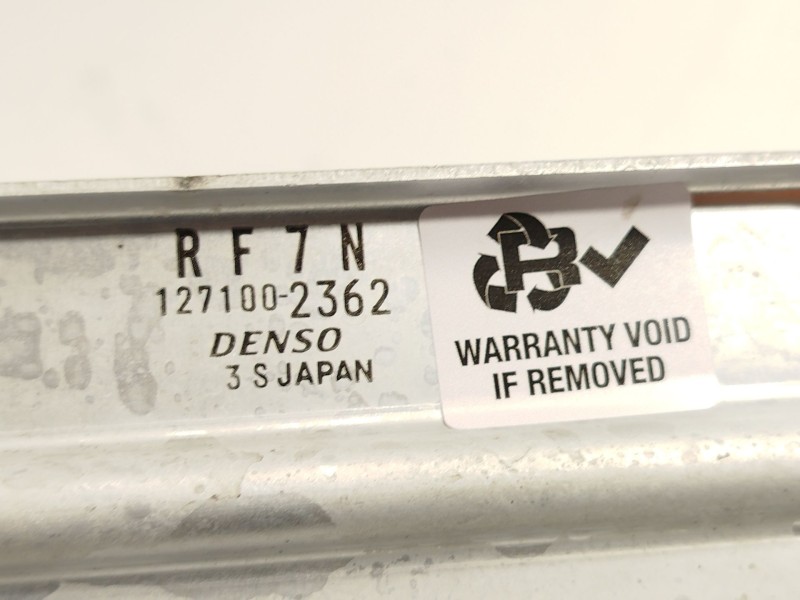 RF7N
127100-2362
DENSO
3 S JAPAN
R
WARRANTY VOID
IF REMOVED